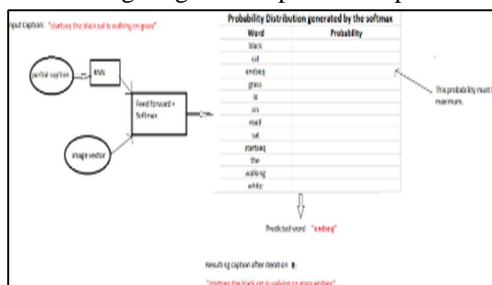 Probability Distribution generated by the softmax
Input Caption: "startseq the black cat is walking on grass"
Word Probability
black
cat
endseq
grass
is
on
road
sat
startseq
the
walking
white
partial caption
RNN
Feed forward +
Softmax
image vector
This probability must
maximum.
Predicted word "endseq"
Resulting caption after iteration 8:
"startseq the black cat is walking on grass endseq"